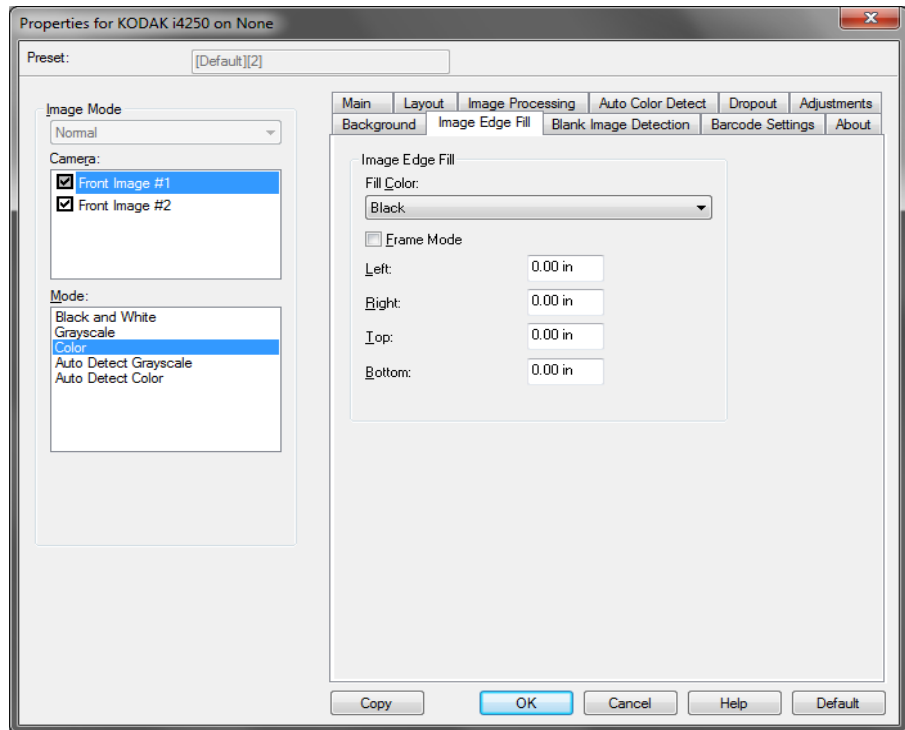 Properties for KODAK i4250 on None
Preset: [Default][2]
Image Mode
Normal
Camera:
Front Image #1
Front Image #2
Mode:
Black and White
Grayscale
Color
Auto Detect Grayscale
Auto Detect Color
Main Layout Image Processing Auto Color Detect Dropout Adjustments
Background Image Edge Fill Blank Image Detection Barcode Settings About
Image Edge Fill
Fill Color:
Black
Frame Mode
Left: 0.00 in
Right: 0.00 in
Top: 0.00 in
Bottom: 0.00 in
Copy OK Cancel Help Default